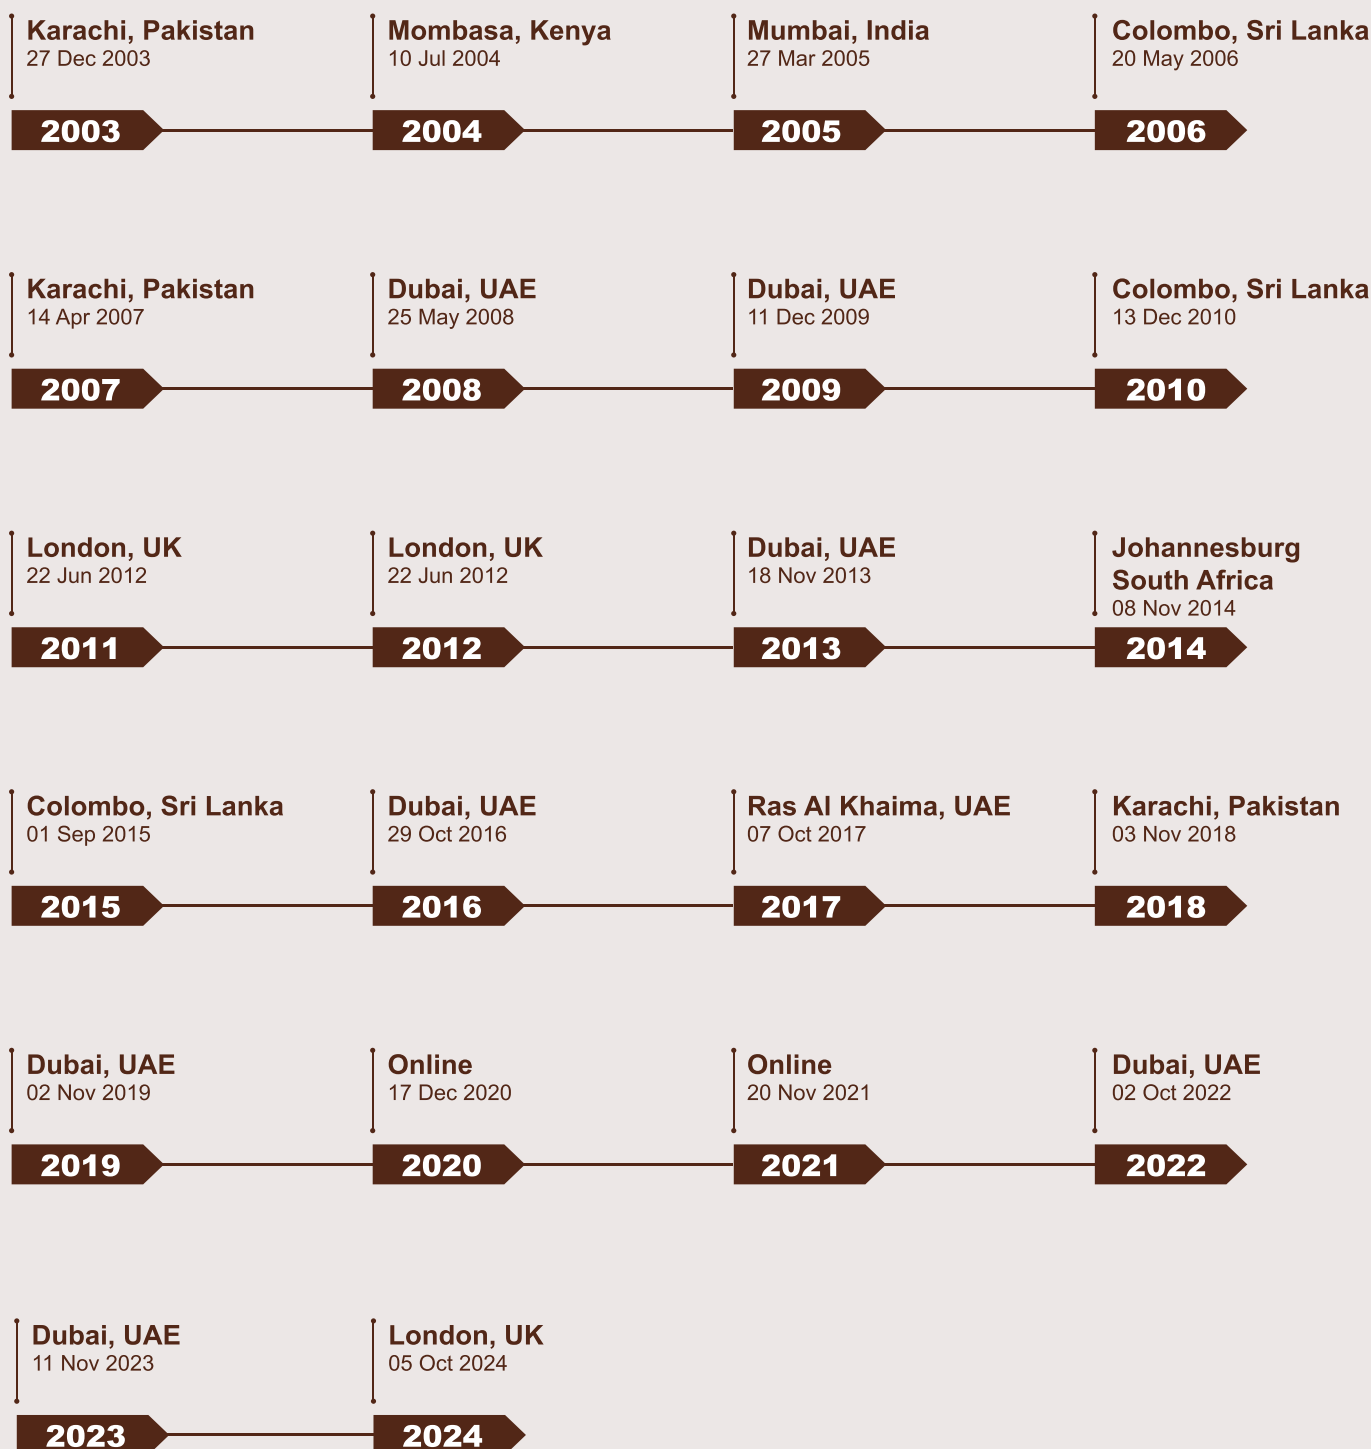 Karachi, Pakistan
27 Dec 2003
2003
Mombasa, Kenya
10 Jul 2004
2004
Mumbai, India
27 Mar 2005
2005
Colombo, Sri Lanka
20 May 2006
2006
Karachi, Pakistan
14 Apr 2007
2007
Dubai, UAE
25 May 2008
2008
Dubai, UAE
11 Dec 2009
2009
Colombo, Sri Lanka
13 Dec 2010
2010
London, UK
22 Jun 2012
2011
London, UK
22 Jun 2012
2012
Dubai, UAE
18 Nov 2013
2013
Johannesburg
South Africa
08 Nov 2014
2014
Colombo, Sri Lanka
01 Sep 2015
2015
Dubai, UAE
29 Oct 2016
2016
Ras Al Khaima, UAE
07 Oct 2017
2017
Karachi, Pakistan
03 Nov 2018
2018
Dubai, UAE
02 Nov 2019
2019
Online
17 Dec 2020
2020
Online
20 Nov 2021
2021
Dubai, UAE
02 Oct 2022
2022
Dubai, UAE
11 Nov 2023
2023
London, UK
05 Oct 2024
2024